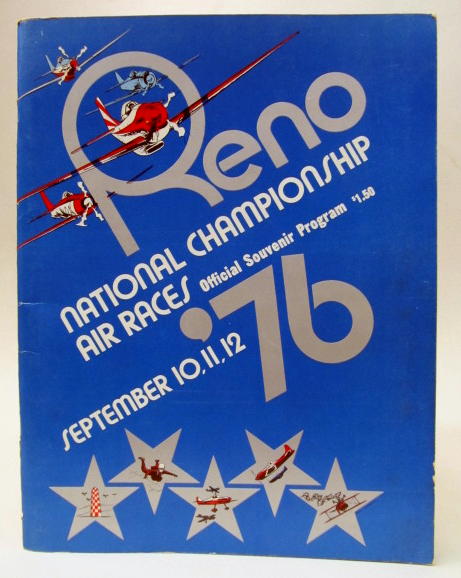 Reno
NATIONAL CHAMPIONSHIP
AIR RACES Official Souvenir Program $1.50
'76
SEPTEMBER 10, 11, 12